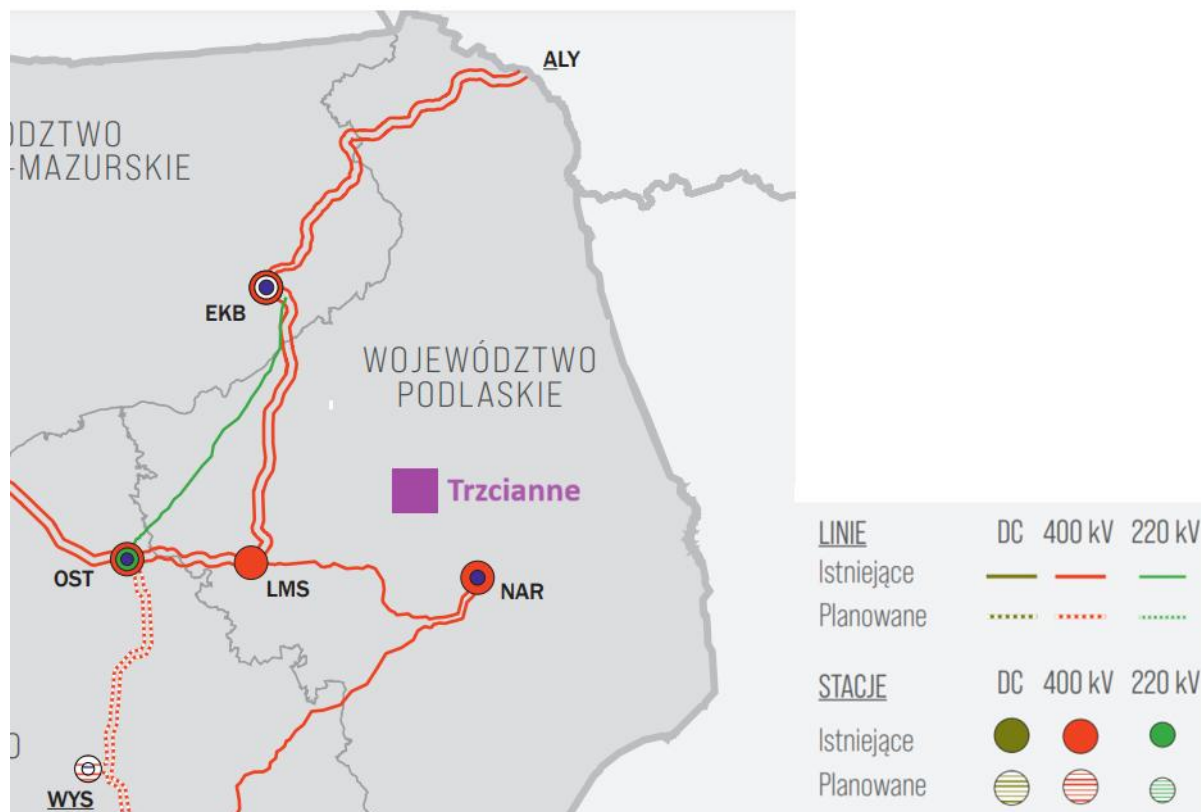 ALY
ÓDZTWO
-MAZURSKIE
EKB
WOJEWÓDZTWO
PODLASKIE
Trzcianne
OST
LMS
NAR
WYS
LINIE DC 400 kV 220 kV
Istniejące
Planowane
STACJE DC 400 kV 220 kV
Istniejące
Planowane